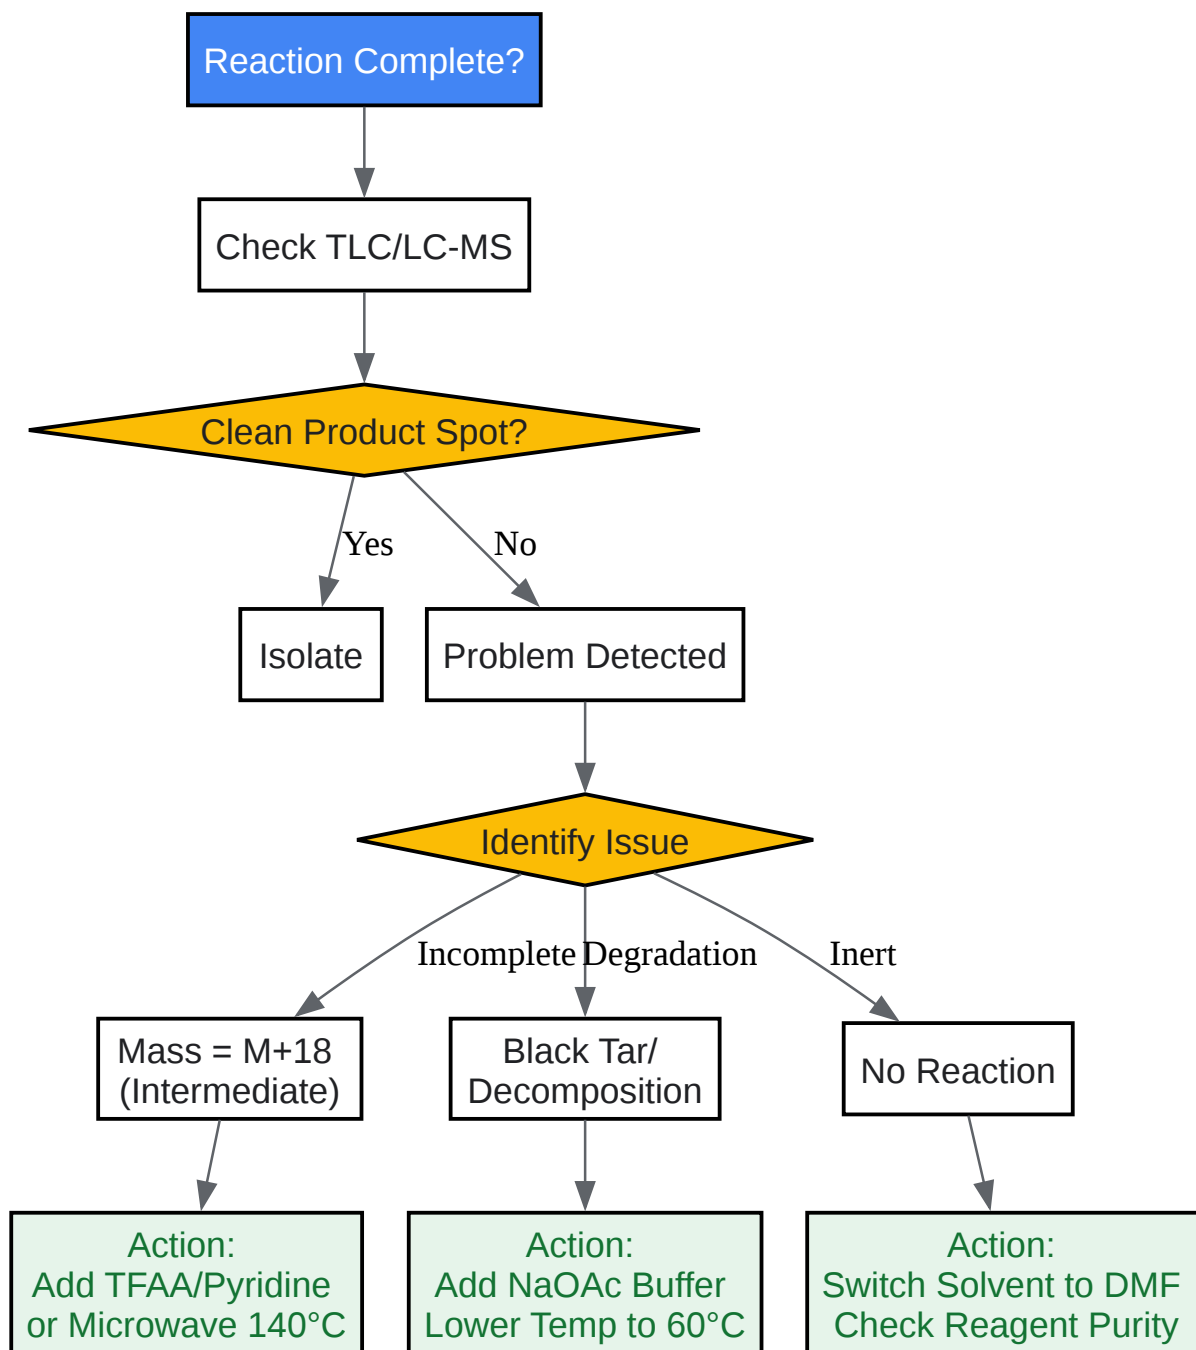 Reaction Complete?
Check TLC/LC-MS
Clean Product Spot?
Yes
No
Isolate
Problem Detected
Identify Issue
Incomplete
Degradation
Inert
Mass = M+18
(Intermediate)
Black Tar/
Decomposition
No Reaction
Action:
Add TFAA/Pyridine
or Microwave 140°C
Action:
Add NaOAc Buffer
Lower Temp to 60°C
Action:
Switch Solvent to DMF
Check Reagent Purity